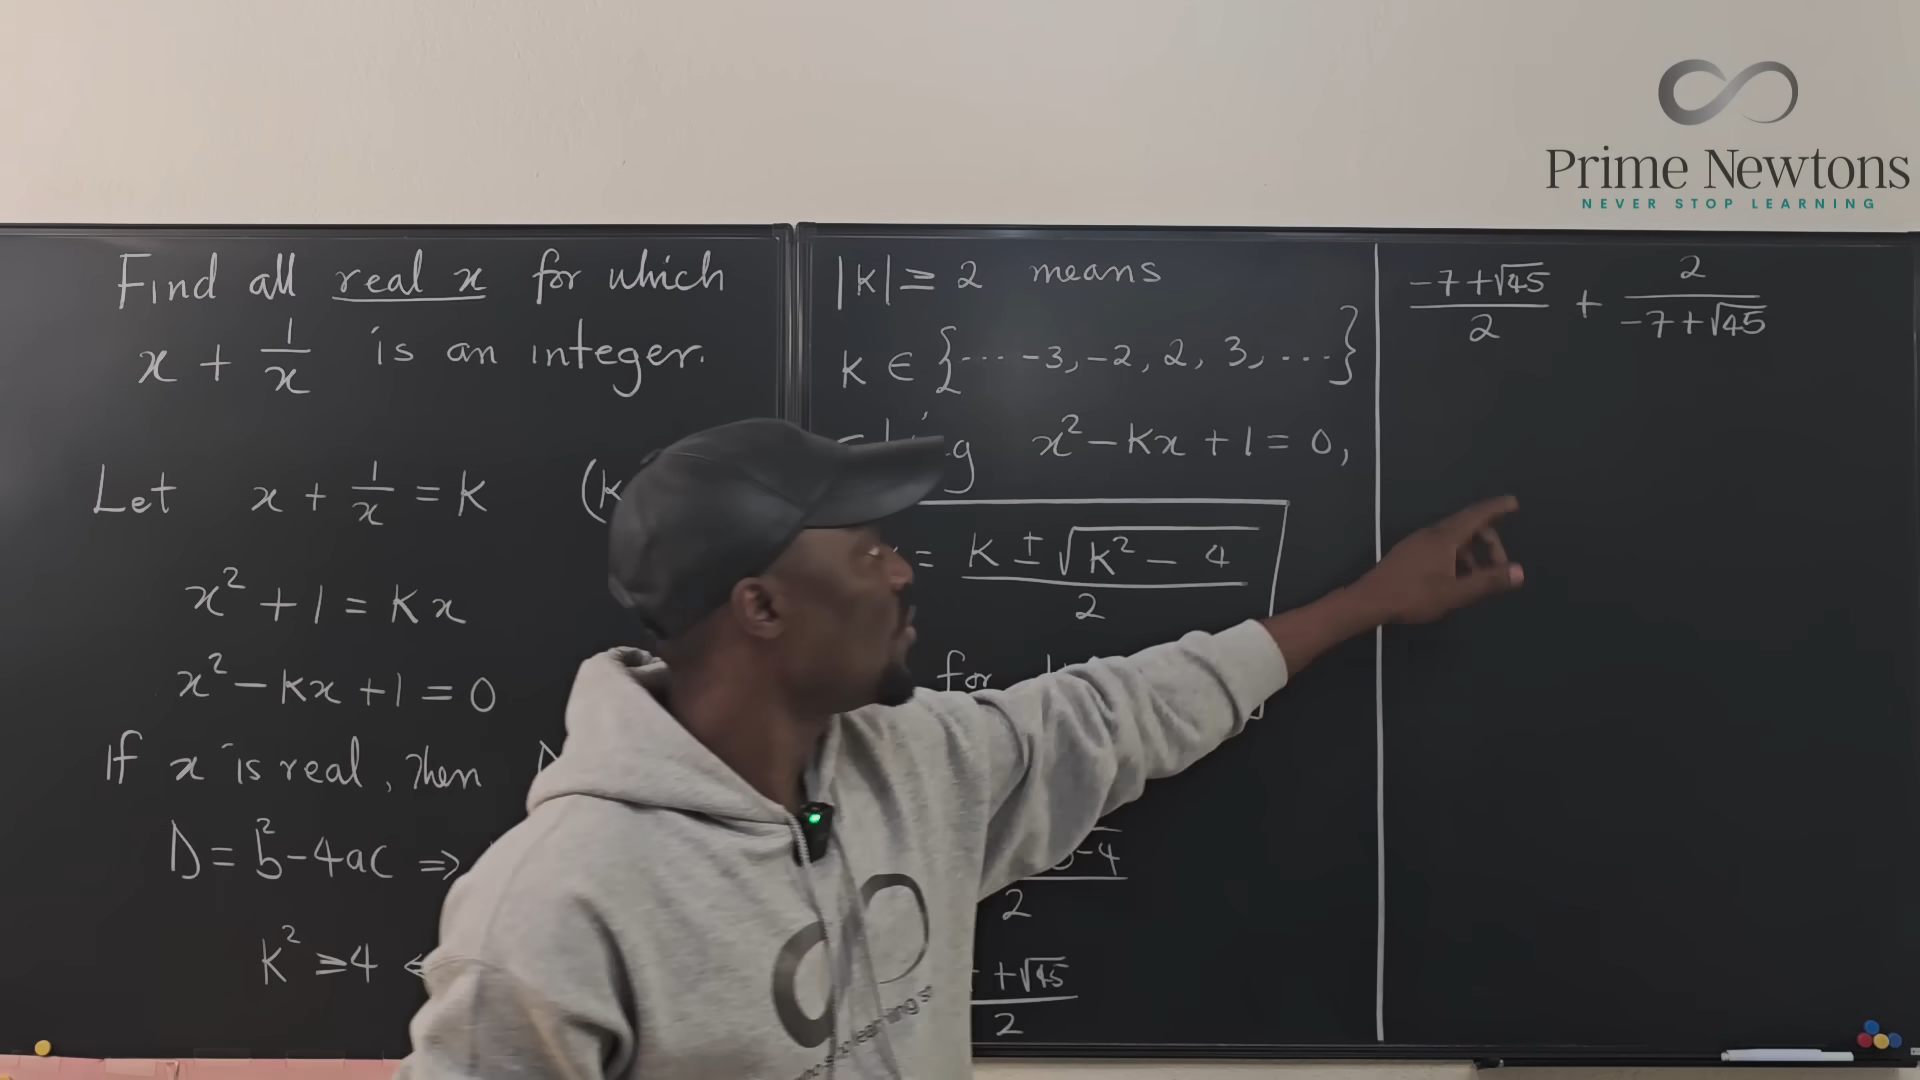 Prime Newtons
NEVER STOP LEARNING
Find all real x for which
x + 1/x is an integer.
Let x + 1/x = K (K
x² + 1 = Kx
x² - Kx + 1 = 0
If x is real, then
D = b² - 4ac ⇒
K² ≥ 4
|K| ≥ 2 means
K ∈ {... -3, -2, 2, 3, ...}
x² - Kx + 1 = 0,
= (K ± √(K² - 4))/2
for
-4
2
+√45
2
(-7+√45)/2 + 2/(-7+√45)